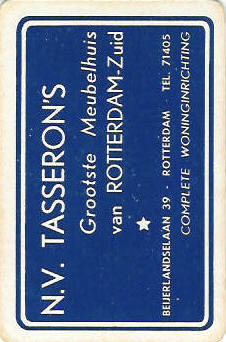 N.V. TASSERON'S
Grootste Meubelhuis
van ROTTERDAM-Zuid
BEIJERLANDSELAAN 39 - ROTTERDAM - TEL. 71405
COMPLETE WONINGINRICHTING